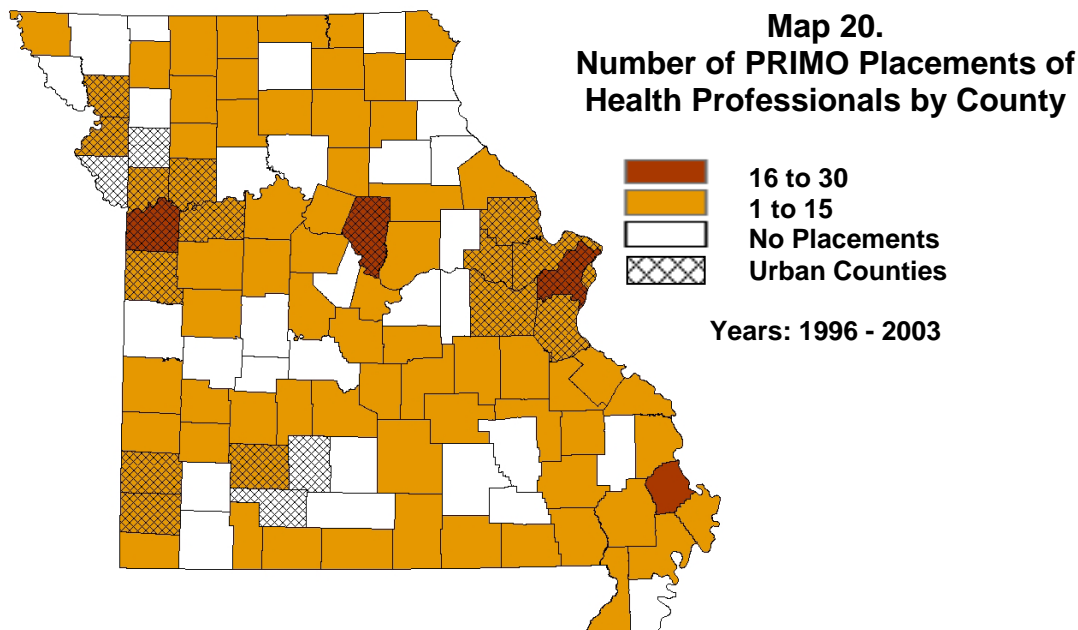 Map 20.
Number of PRIMO Placements of
Health Professionals by County
16 to 30
1 to 15
No Placements
Urban Counties
Years: 1996 - 2003